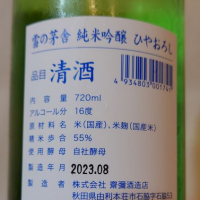 雪の茅舎 純米吟醸 ひやおろし
品目 清酒
4 934803 00174
内容量 720ml
アルコール分 16度
原材料名 米(国産)、米麹(国産米)
精米歩合 55%
使用酵母 自社酵母
製造年月 2023.08
製造者 株式会社 齋彌酒造店
秋田県由利本荘市石脇字石脇53